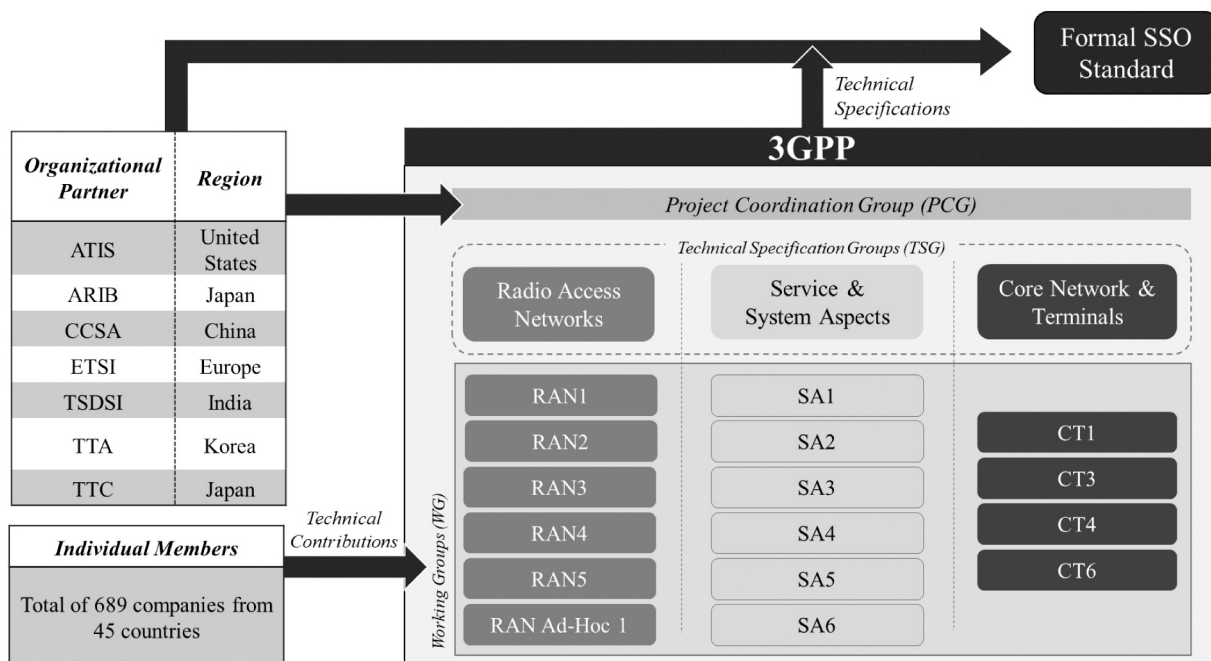 Formal SSO
Standard
Technical
Specifications
Organizational
Partner
Region
ATIS
United
States
ARIB
Japan
CCSA
China
ETSI
Europe
TSDSI
India
TTA
Korea
TTC
Japan
Individual Members
Total of 689 companies from
45 countries
Technical
Contributions
3GPP
Project Coordination Group (PCG)
Technical Specification Groups (TSG)
Radio Access
Networks
Service &
System Aspects
Core Network &
Terminals
Working Groups (WG)
RAN1
RAN2
RAN3
RAN4
RAN5
RAN Ad-Hoc 1
SA1
SA2
SA3
SA4
SA5
SA6
CT1
CT3
CT4
CT6